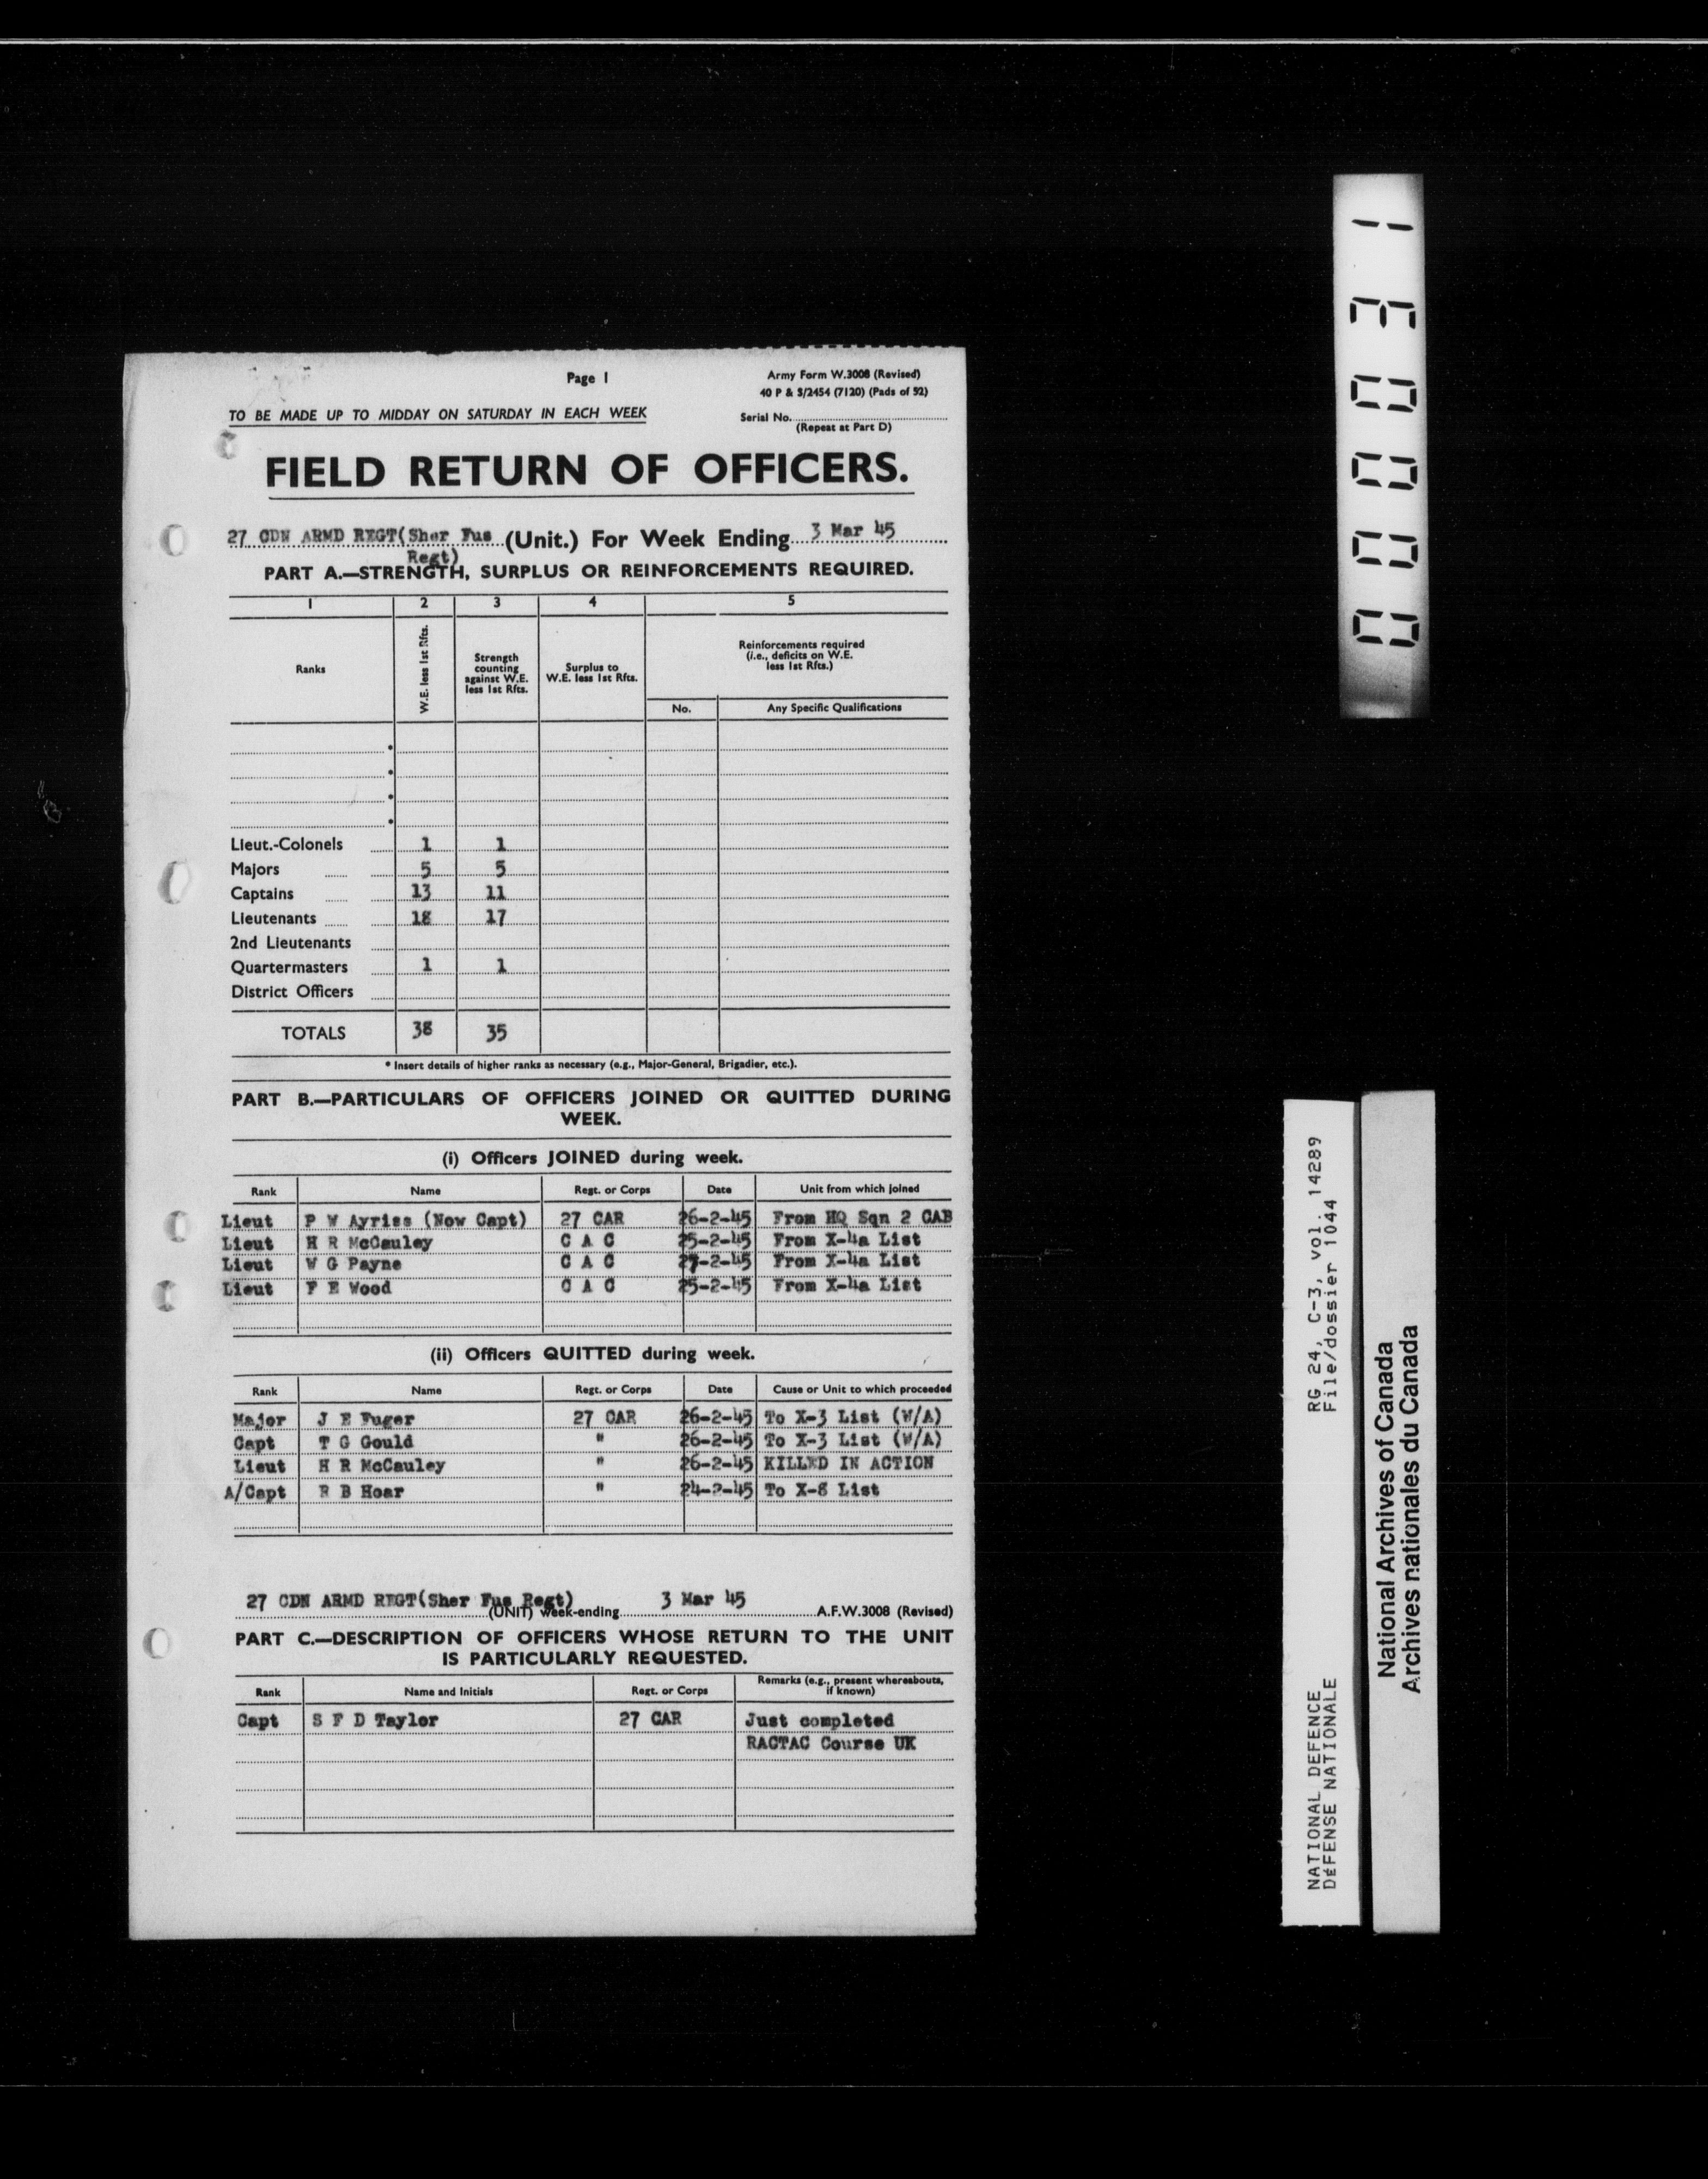 Page 1
Army Form W.3008 (Revised)
40 P & S/2454 (7120) (Pads of 52)
TO BE MADE UP TO MIDDAY ON SATURDAY IN EACH WEEK
Serial No.
(Repeat at Part D)
FIELD RETURN OF OFFICERS.
27 CDN ARMD REGT(Sher Fus Regt) (Unit.) For Week Ending 3 Mar 45
PART A.—STRENGTH, SURPLUS OR REINFORCEMENTS REQUIRED.
1 2 3 4 5
Ranks
W.E. less 1st Rfts.
Strength counting against W.E. less 1st Rfts.
Surplus to W.E. less 1st Rfts.
Reinforcements required (i.e., deficits on W.E. less 1st Rfts.)
No. Any Specific Qualifications
Lieut.-Colonels 1 1
Majors 5 5
Captains 13 11
Lieutenants 18 17
2nd Lieutenants
Quartermasters 1 1
District Officers
TOTALS 38 35
* Insert details of higher ranks as necessary (e.g., Major-General, Brigadier, etc.).
PART B.—PARTICULARS OF OFFICERS JOINED OR QUITTED DURING
WEEK.
(i) Officers JOINED during week.
Rank Name Regt. or Corps Date Unit from which joined
Lieut P W Ayriss (Now Capt) 27 CAR 26-2-45 From HQ Sqn 2 CAB
Lieut H R McCauley C A C 25-2-45 From X-4a List
Lieut W G Payne C A C 27-2-45 From X-4a List
Lieut F E Wood C A C 25-2-45 From X-4a List
(ii) Officers QUITTED during week.
Rank Name Regt. or Corps Date Cause or Unit to which proceeded
Major J E Fuger 27 CAR 26-2-45 To X-3 List (W/A)
Capt T G Gould " 26-2-45 To X-3 List (W/A)
Lieut H R McCauley " 26-2-45 KILLED IN ACTION
A/Capt R B Hoar " 24-2-45 To X-8 List
27 CDN ARMD REGT(Sher Fus Regt) (UNIT) week-ending 3 Mar 45 A.F.W.3008 (Revised)
PART C.—DESCRIPTION OF OFFICERS WHOSE RETURN TO THE UNIT
IS PARTICULARLY REQUESTED.
Rank Name and Initials Regt. or Corps Remarks (e.g., present whereabouts, if known)
Capt S F D Taylor 27 CAR Just completed
RACTAC Course UK
000031
NATIONAL DEFENCE RG 24, C-3, vol. 14289
DÉFENSE NATIONALE File/dossier 1044
National Archives of Canada
Archives nationales du Canada